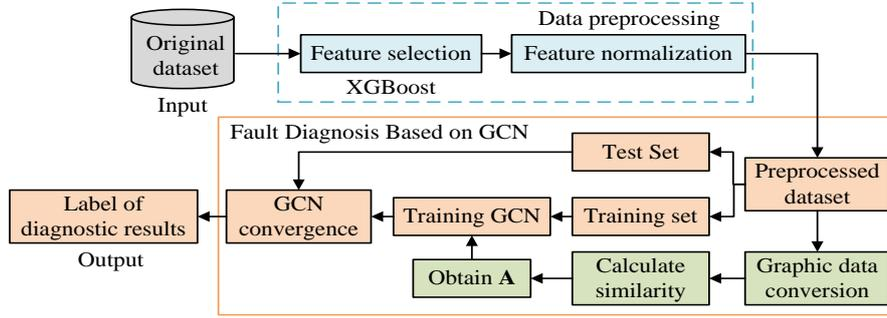 Data preprocessing
Original
dataset
Feature selection
Feature normalization
XGBoost
Input
Fault Diagnosis Based on GCN
Test Set
Preprocessed
dataset
Label of
diagnostic results
GCN
convergence
Training GCN
Training set
Output
Obtain A
Calculate
similarity
Graphic data
conversion